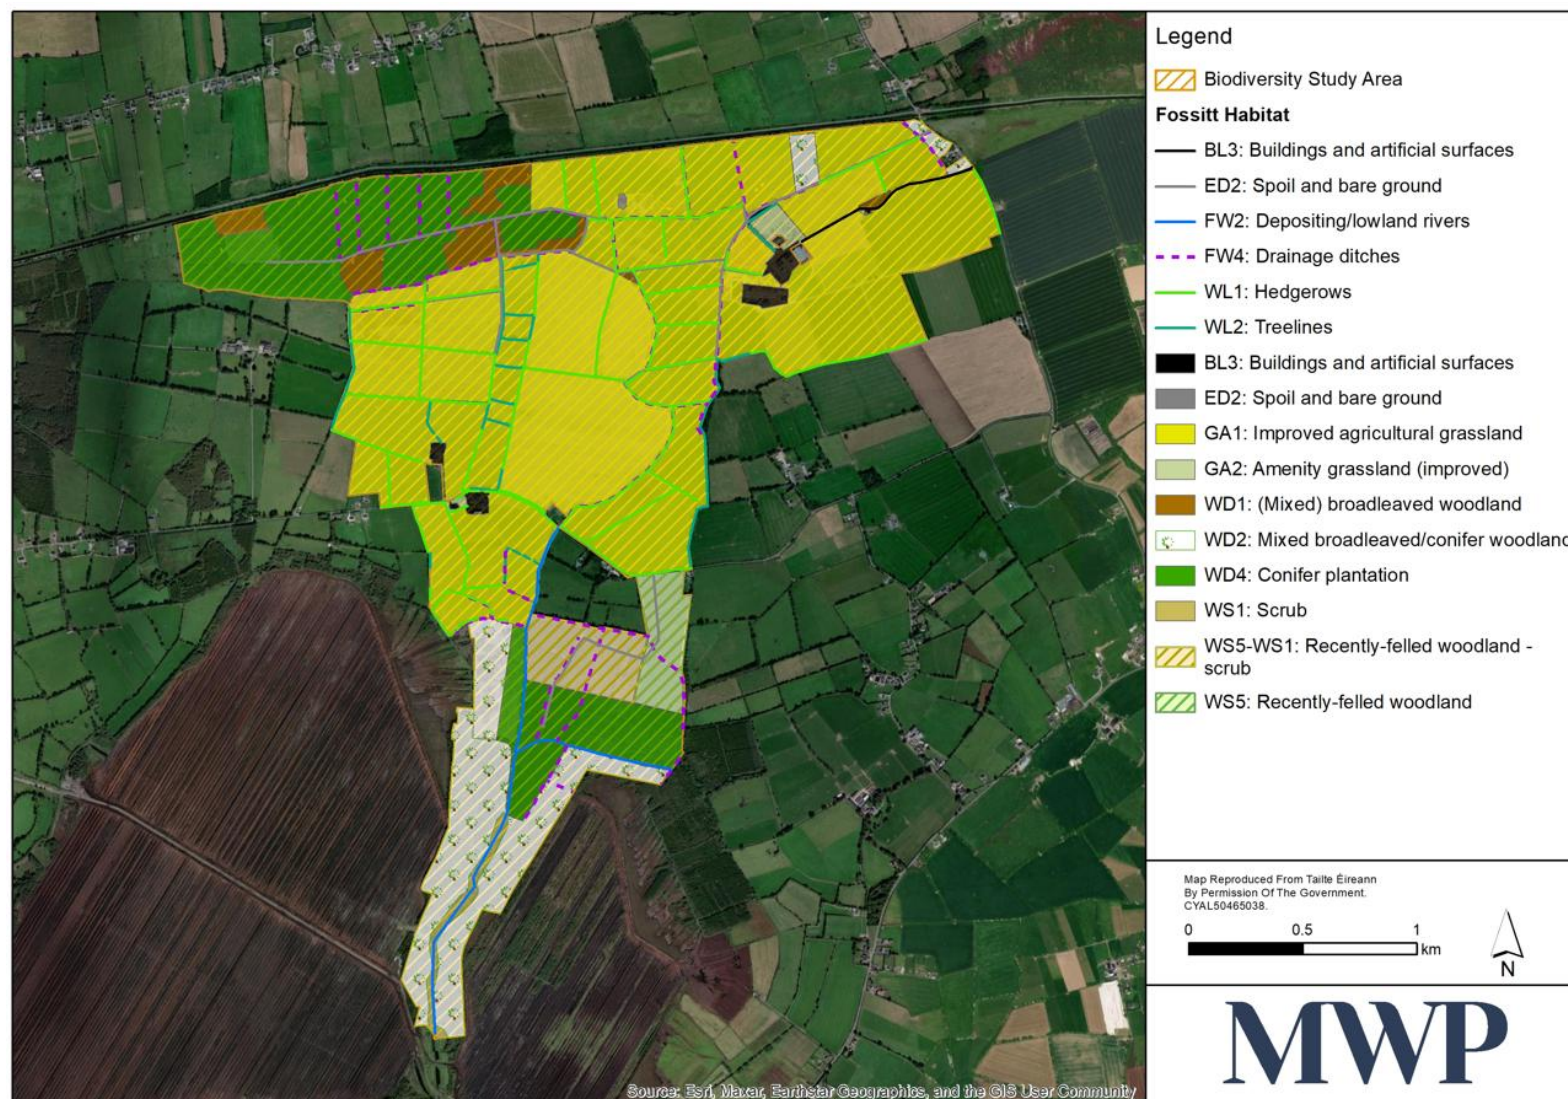 Legend
Biodiversity Study Area
Fossitt Habitat
BL3: Buildings and artificial surfaces
ED2: Spoil and bare ground
FW2: Depositing/lowland rivers
FW4: Drainage ditches
WL1: Hedgerows
WL2: Treelines
BL3: Buildings and artificial surfaces
ED2: Spoil and bare ground
GA1: Improved agricultural grassland
GA2: Amenity grassland (improved)
WD1: (Mixed) broadleaved woodland
WD2: Mixed broadleaved/conifer woodland
WD4: Conifer plantation
WS1: Scrub
WS5-WS1: Recently-felled woodland -
scrub
WS5: Recently-felled woodland
Map Reproduced From Tailte Éireann
By Permission Of The Government.
CYAL50465038.
0 0.5 1
km
N
MWP
Source: Esri, Maxar, Earthstar Geographics, and the GIS User Community